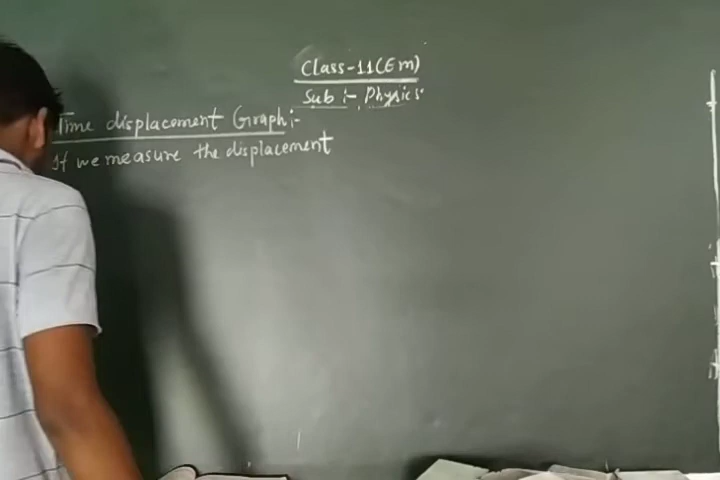 Class-11(Em)
Sub :- Physics
Time displacement Graph:-
If we measure the displacement